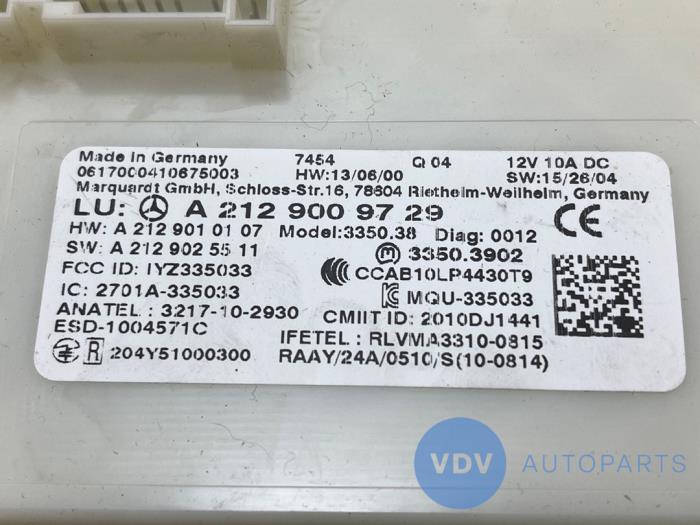 Made in Germany 7454 Q 04 12V 10A DC
0617000410675003 HW:13/06/00 SW:15/26/04
Marquardt GmbH, Schloss-Str.16, 78604 Rietheim-Weilheim, Germany
LU: A 212 900 97 29 CE
HW: A 212 901 01 07 Model:3350.38 Diag: 0012
SW: A 212 902 55 11 m 3350.3902
FCC ID: IYZ335033 CCAB10LP4430T9
IC: 2701A-335033 MQU-335033
ANATEL : 3217-10-2930 CMIIT ID: 2010DJ1441
ESD-1004571C IFETEL : RLVMA3310-0815
R 204Y51000300 RAAY/24A/0510/S(10-0814)
VDV AUTOPARTS